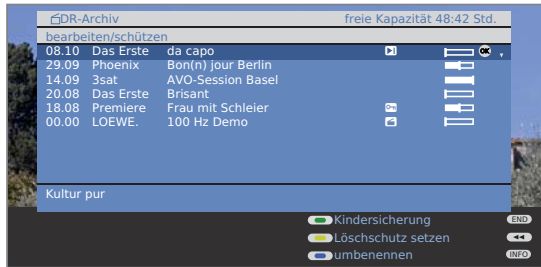 DR-Archiv freie Kapazität 48:42 Std.
bearbeiten/schützen
08.10 Das Erste da capo OK
29.09 Phoenix Bon(n) jour Berlin
14.09 3sat AVO-Session Basel
20.08 Das Erste Brisant
18.08 Premiere Frau mit Schleier
00.00 LOEWE. 100 Hz Demo
Kultur pur
Kindersicherung END
Löschschutz setzen
umbenennen INFO